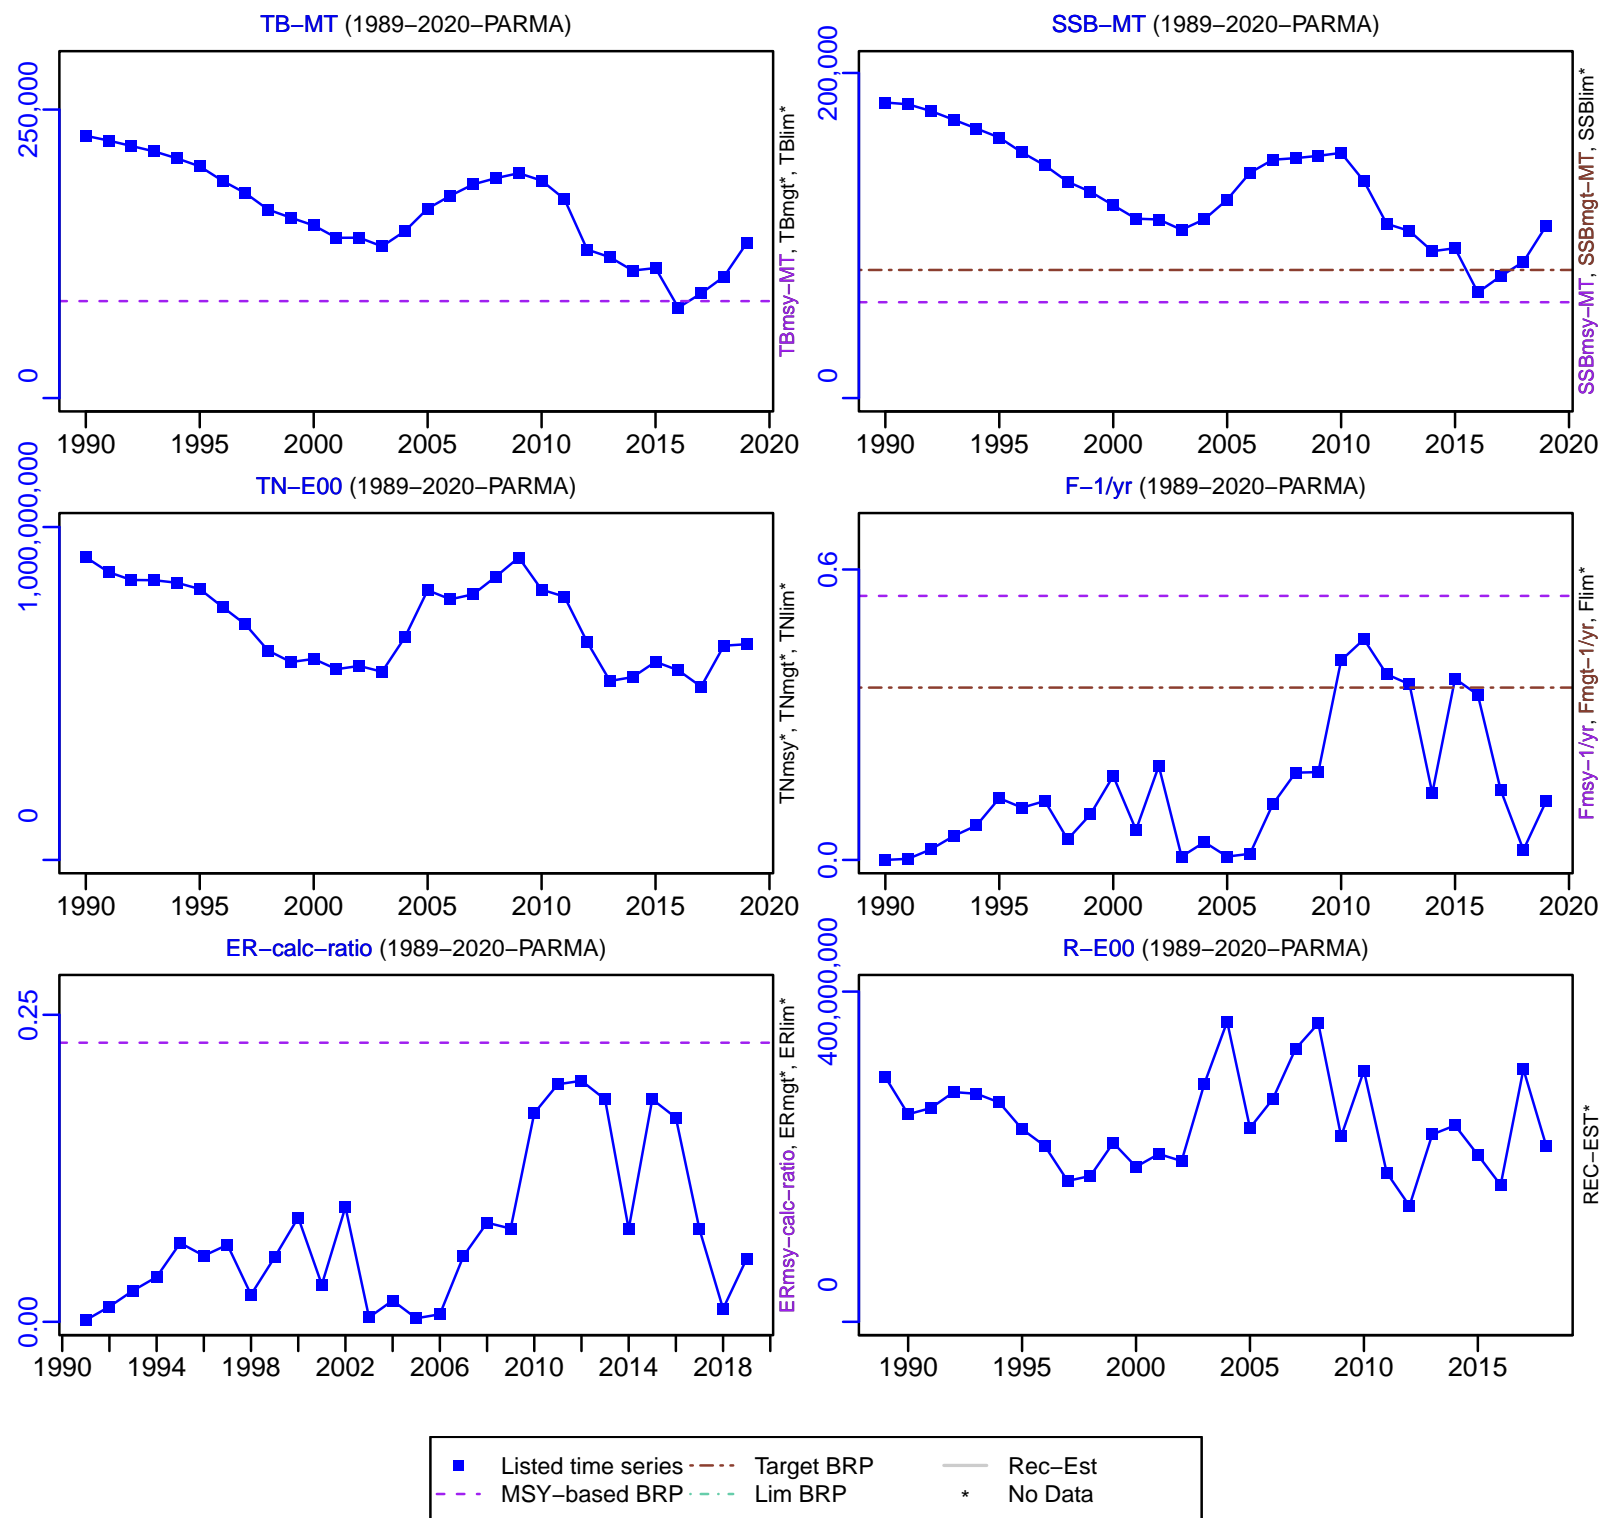 TB−MT (1989−2020−PARMA)
250,000
0
TBmsy−MT, TBmgt*, TBlim*
1990 1995 2000 2005 2010 2015 2020
SSB−MT (1989−2020−PARMA)
200,000
0
SSBmsy−MT, SSBmgt−MT, SSBlim*
1990 1995 2000 2005 2010 2015 2020
TN−E00 (1989−2020−PARMA)
1,000,000,000
0
TNmsy*, TNmgt*, TNlim*
1990 1995 2000 2005 2010 2015 2020
F−1/yr (1989−2020−PARMA)
0.6
0.0
Fmsy−1/yr, Fmgt−1/yr, Flim*
1990 1995 2000 2005 2010 2015 2020
ER−calc−ratio (1989−2020−PARMA)
0.25
0.00
ERmsy−calc−ratio, ERmgt*, ERlim*
1990 1994 1998 2002 2006 2010 2014 2018
R−E00 (1989−2020−PARMA)
400,000,000
0
REC−EST*
1990 1995 2000 2005 2010 2015
Listed time series Target BRP Rec−Est
MSY−based BRP Lim BRP * No Data